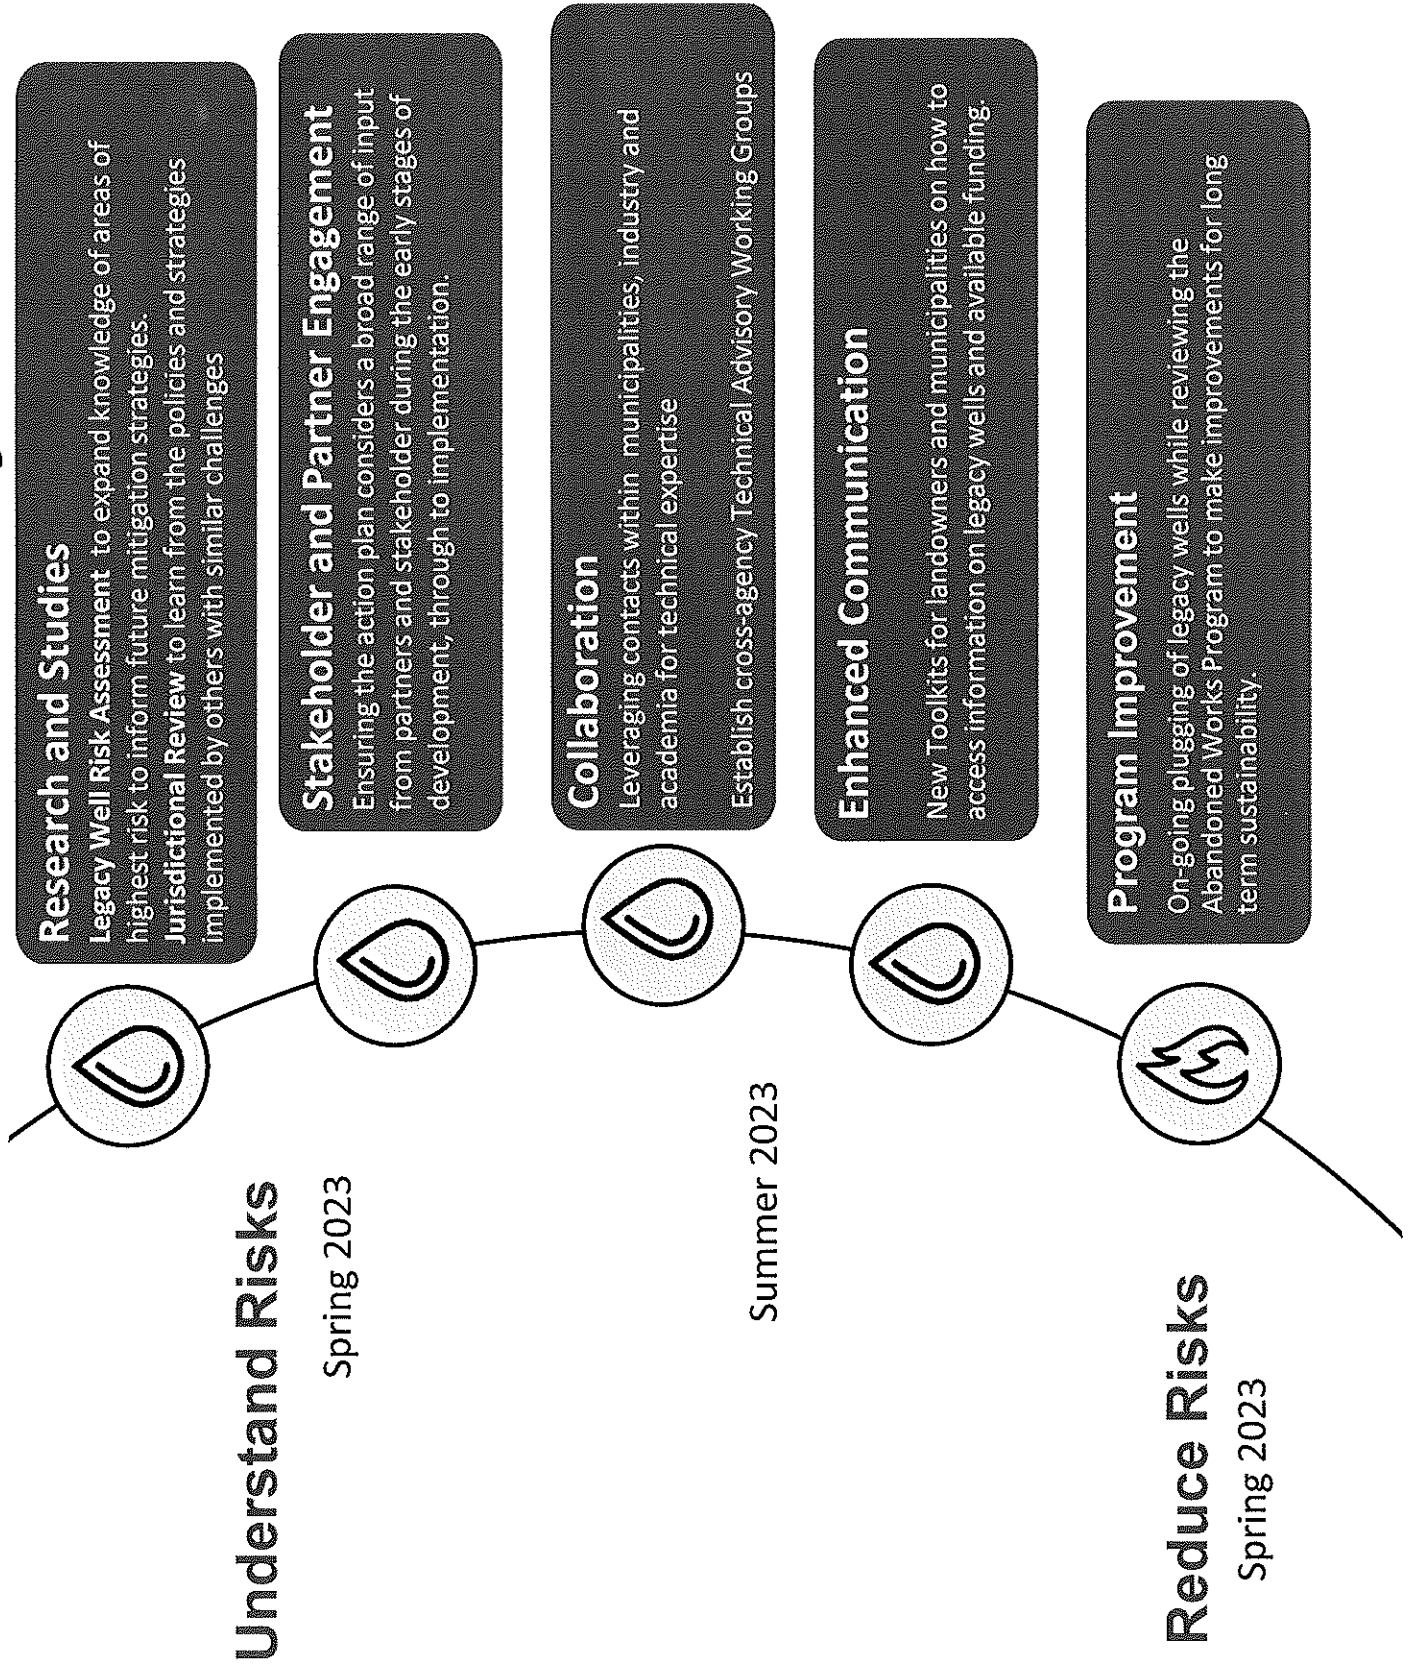 Understand Risks
Spring 2023
Summer 2023
Reduce Risks
Spring 2023
Research and Studies
Legacy Well Risk Assessment to expand knowledge of areas of
highest risk to inform future mitigation strategies.
Jurisdictional Review to learn from the policies and strategies
implemented by others with similar challenges
Stakeholder and Partner Engagement
Ensuring the action plan considers a broad range of input
from partners and stakeholder during the early stages of
development, through to implementation.
Collaboration
Leveraging contacts within municipalities, industry and
academia for technical expertise
Establish cross-agency Technical Advisory Working Groups
Enhanced Communication
New Toolkits for landowners and municipalities on how to
access information on legacy wells and available funding.
Program Improvement
On-going plugging of legacy wells while reviewing the
Abandoned Works Program to make improvements for long
term sustainability.